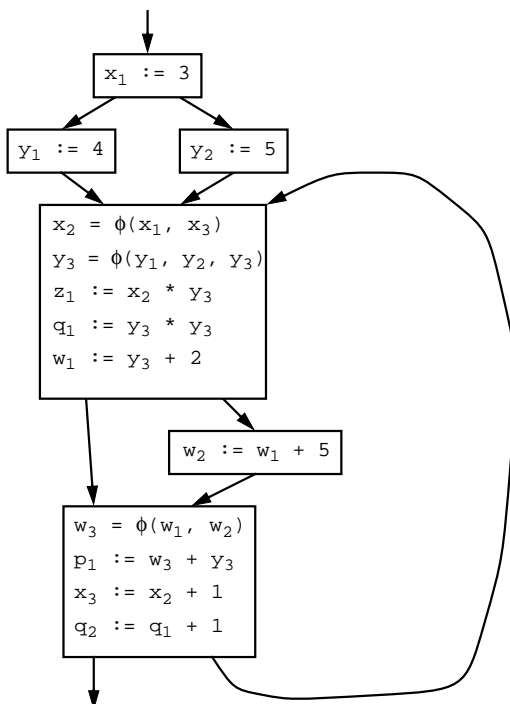 x₁ := 3
y₁ := 4
y₂ := 5
x₂ = ϕ(x₁, x₃)
y₃ = ϕ(y₁, y₂, y₃)
z₁ := x₂ * y₃
q₁ := y₃ * y₃
w₁ := y₃ + 2
w₂ := w₁ + 5
w₃ = ϕ(w₁, w₂)
p₁ := w₃ + y₃
x₃ := x₂ + 1
q₂ := q₁ + 1